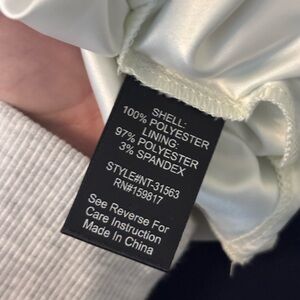 SHELL:
100% POLYESTER
LINING:
97% POLYESTER
3% SPANDEX
STYLE#NT-31563
RN#159817
See Reverse For
Care Instruction
Made In China